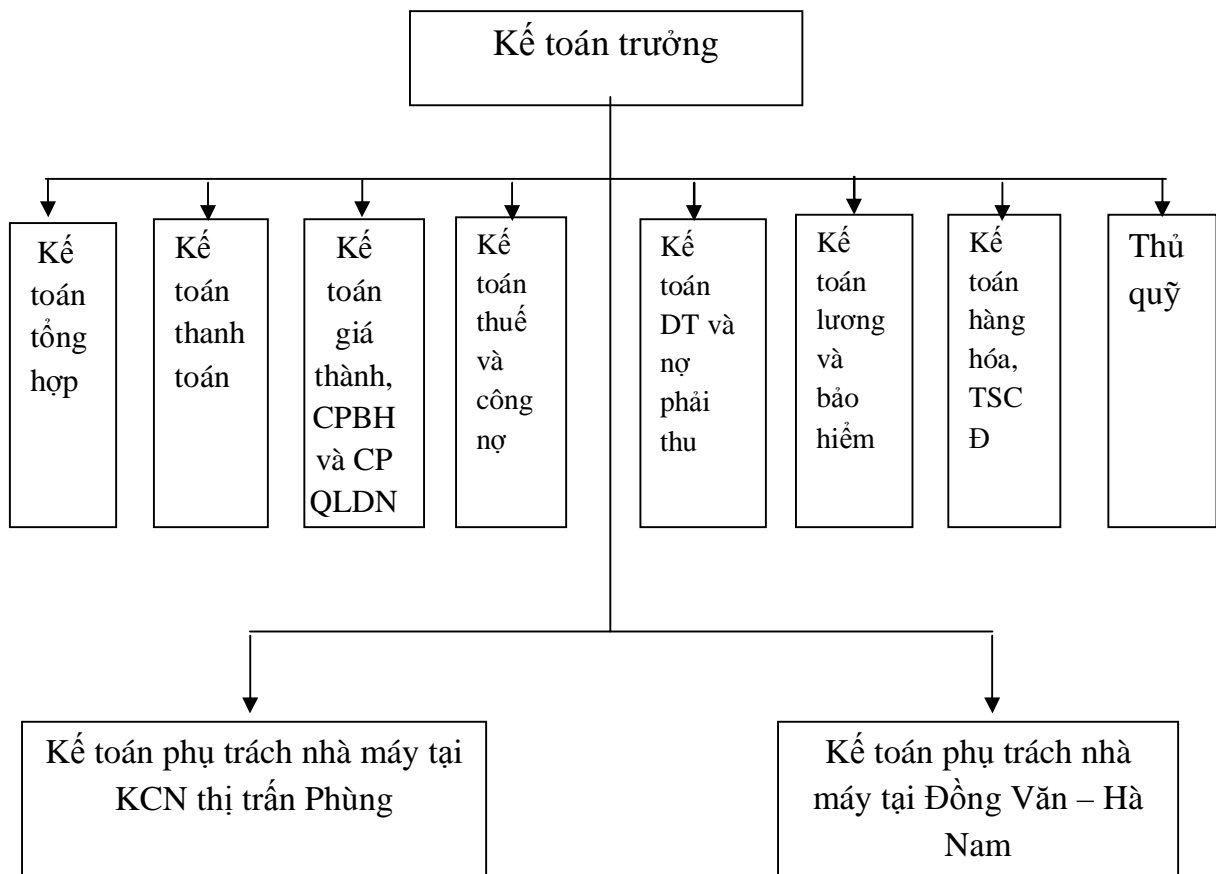 Kế toán trưởng
Kế
toán
tổng
hợp
Kế
toán
thanh
toán
Kế
toán
giá
thành,
CPBH
và CP
QLDN
Kế
toán
thuế
và
công
nợ
Kế
toán
DT và
nợ
phải
thu
Kế
toán
lương
và
bảo
hiểm
Kế
toán
hàng
hóa,
TSC
Đ
Thủ
quỹ
Kế toán phụ trách nhà máy tại
KCN thị trấn Phùng
Kế toán phụ trách nhà
máy tại Đồng Văn – Hà
Nam